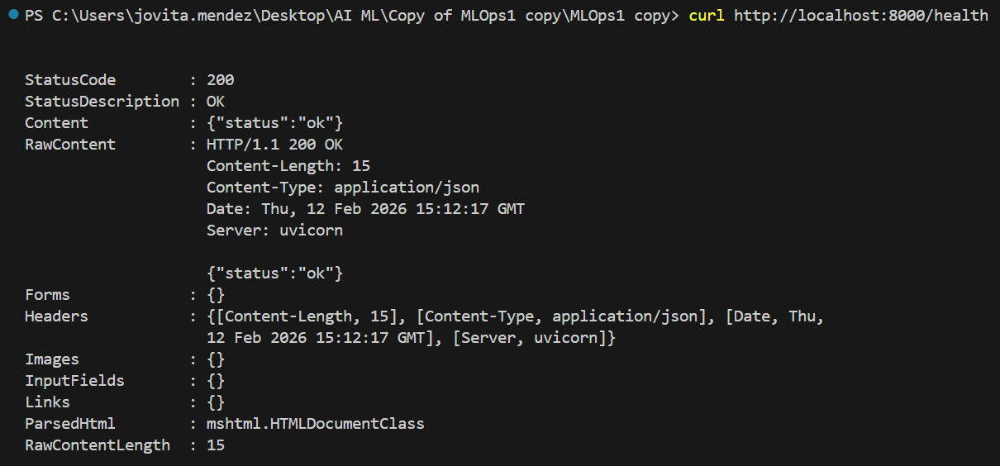 PS C:\Users\jovita.mendez\Desktop\AI ML\Copy of MLOps1 copy\MLOps1 copy> curl http://localhost:8000/health
StatusCode        : 200
StatusDescription : OK
Content           : {"status":"ok"}
RawContent        : HTTP/1.1 200 OK
                    Content-Length: 15
                    Content-Type: application/json
                    Date: Thu, 12 Feb 2026 15:12:17 GMT
                    Server: uvicorn
                    {"status":"ok"}
Forms             : {}
Headers           : {[Content-Length, 15], [Content-Type, application/json], [Date, Thu,
                    12 Feb 2026 15:12:17 GMT], [Server, uvicorn]}
Images            : {}
InputFields       : {}
Links             : {}
ParsedHtml        : mshtml.HTMLDocumentClass
RawContentLength  : 15